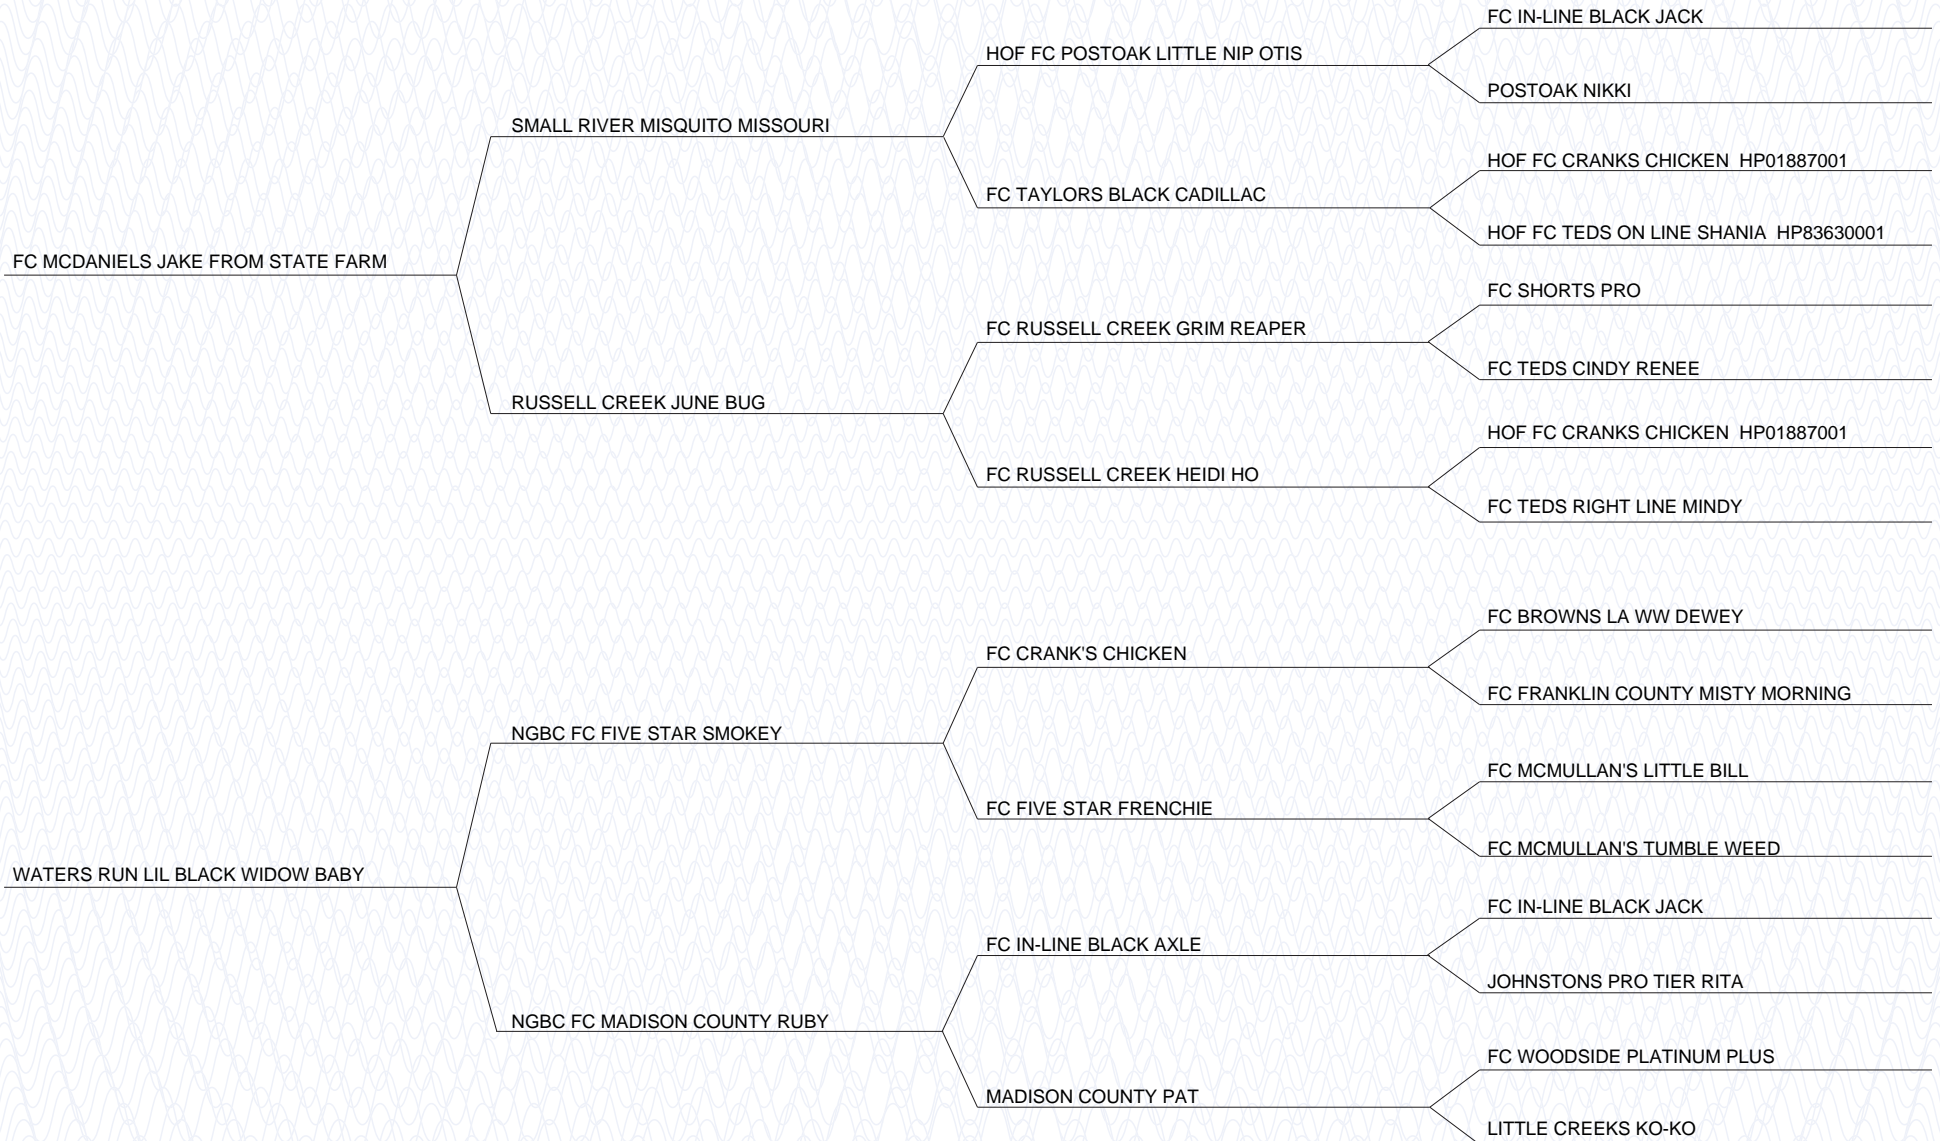 FC IN-LINE BLACK JACK
HOF FC POSTOAK LITTLE NIP OTIS
POSTOAK NIKKI
SMALL RIVER MISQUITO MISSOURI
HOF FC CRANKS CHICKEN HP01887001
FC TAYLORS BLACK CADILLAC
HOF FC TEDS ON LINE SHANIA HP83630001
FC MCDANIELS JAKE FROM STATE FARM
FC SHORTS PRO
FC RUSSELL CREEK GRIM REAPER
FC TEDS CINDY RENEE
RUSSELL CREEK JUNE BUG
HOF FC CRANKS CHICKEN HP01887001
FC RUSSELL CREEK HEIDI HO
FC TEDS RIGHT LINE MINDY
FC BROWNS LA WW DEWEY
FC CRANK'S CHICKEN
FC FRANKLIN COUNTY MISTY MORNING
NGBC FC FIVE STAR SMOKEY
FC MCMULLAN'S LITTLE BILL
FC FIVE STAR FRENCHIE
FC MCMULLAN'S TUMBLE WEED
WATERS RUN LIL BLACK WIDOW BABY
FC IN-LINE BLACK JACK
FC IN-LINE BLACK AXLE
JOHNSTONS PRO TIER RITA
NGBC FC MADISON COUNTY RUBY
FC WOODSIDE PLATINUM PLUS
MADISON COUNTY PAT
LITTLE CREEKS KO-KO